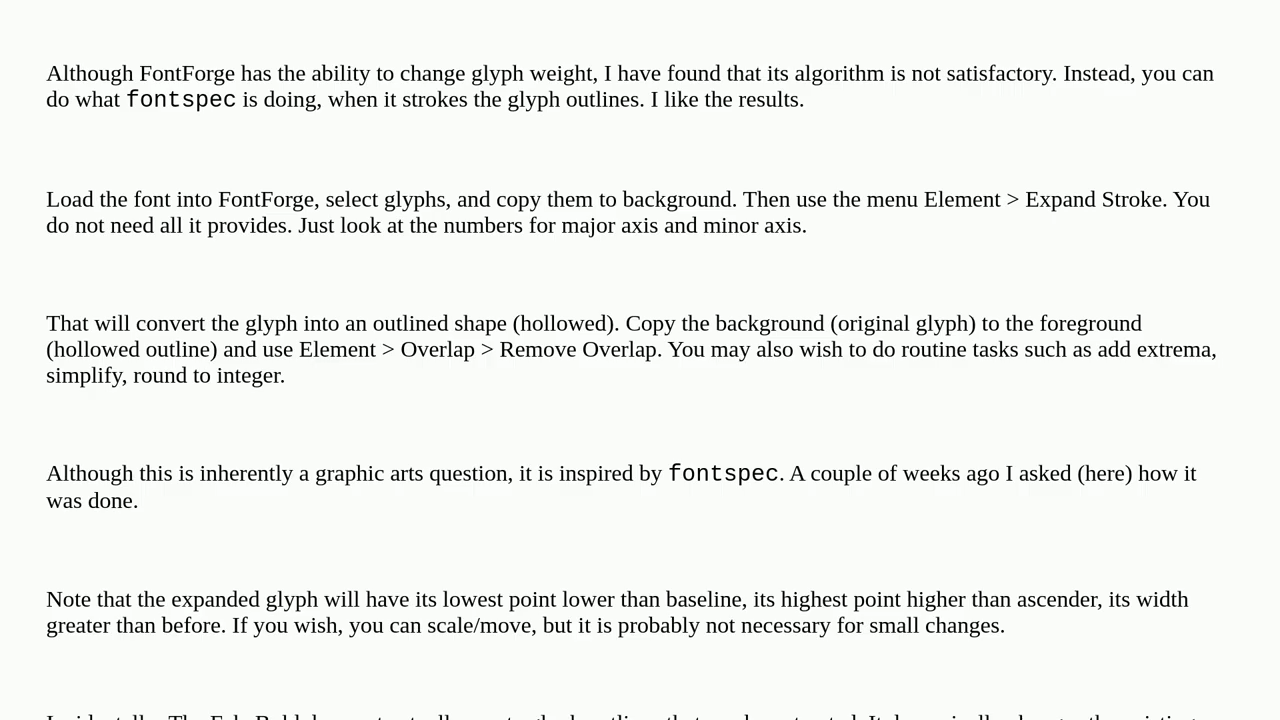 Although FontForge has the ability to change glyph weight, I have found that its algorithm is not satisfactory. Instead, you can
do what fontspec is doing, when it strokes the glyph outlines. I like the results.
Load the font into FontForge, select glyphs, and copy them to background. Then use the menu Element > Expand Stroke. You
do not need all it provides. Just look at the numbers for major axis and minor axis.
That will convert the glyph into an outlined shape (hollowed). Copy the background (original glyph) to the foreground
(hollowed outline) and use Element > Overlap > Remove Overlap. You may also wish to do routine tasks such as add extrema,
simplify, round to integer.
Although this is inherently a graphic arts question, it is inspired by fontspec. A couple of weeks ago I asked (here) how it
was done.
Note that the expanded glyph will have its lowest point lower than baseline, its highest point higher than ascender, its width
greater than before. If you wish, you can scale/move, but it is probably not necessary for small changes.